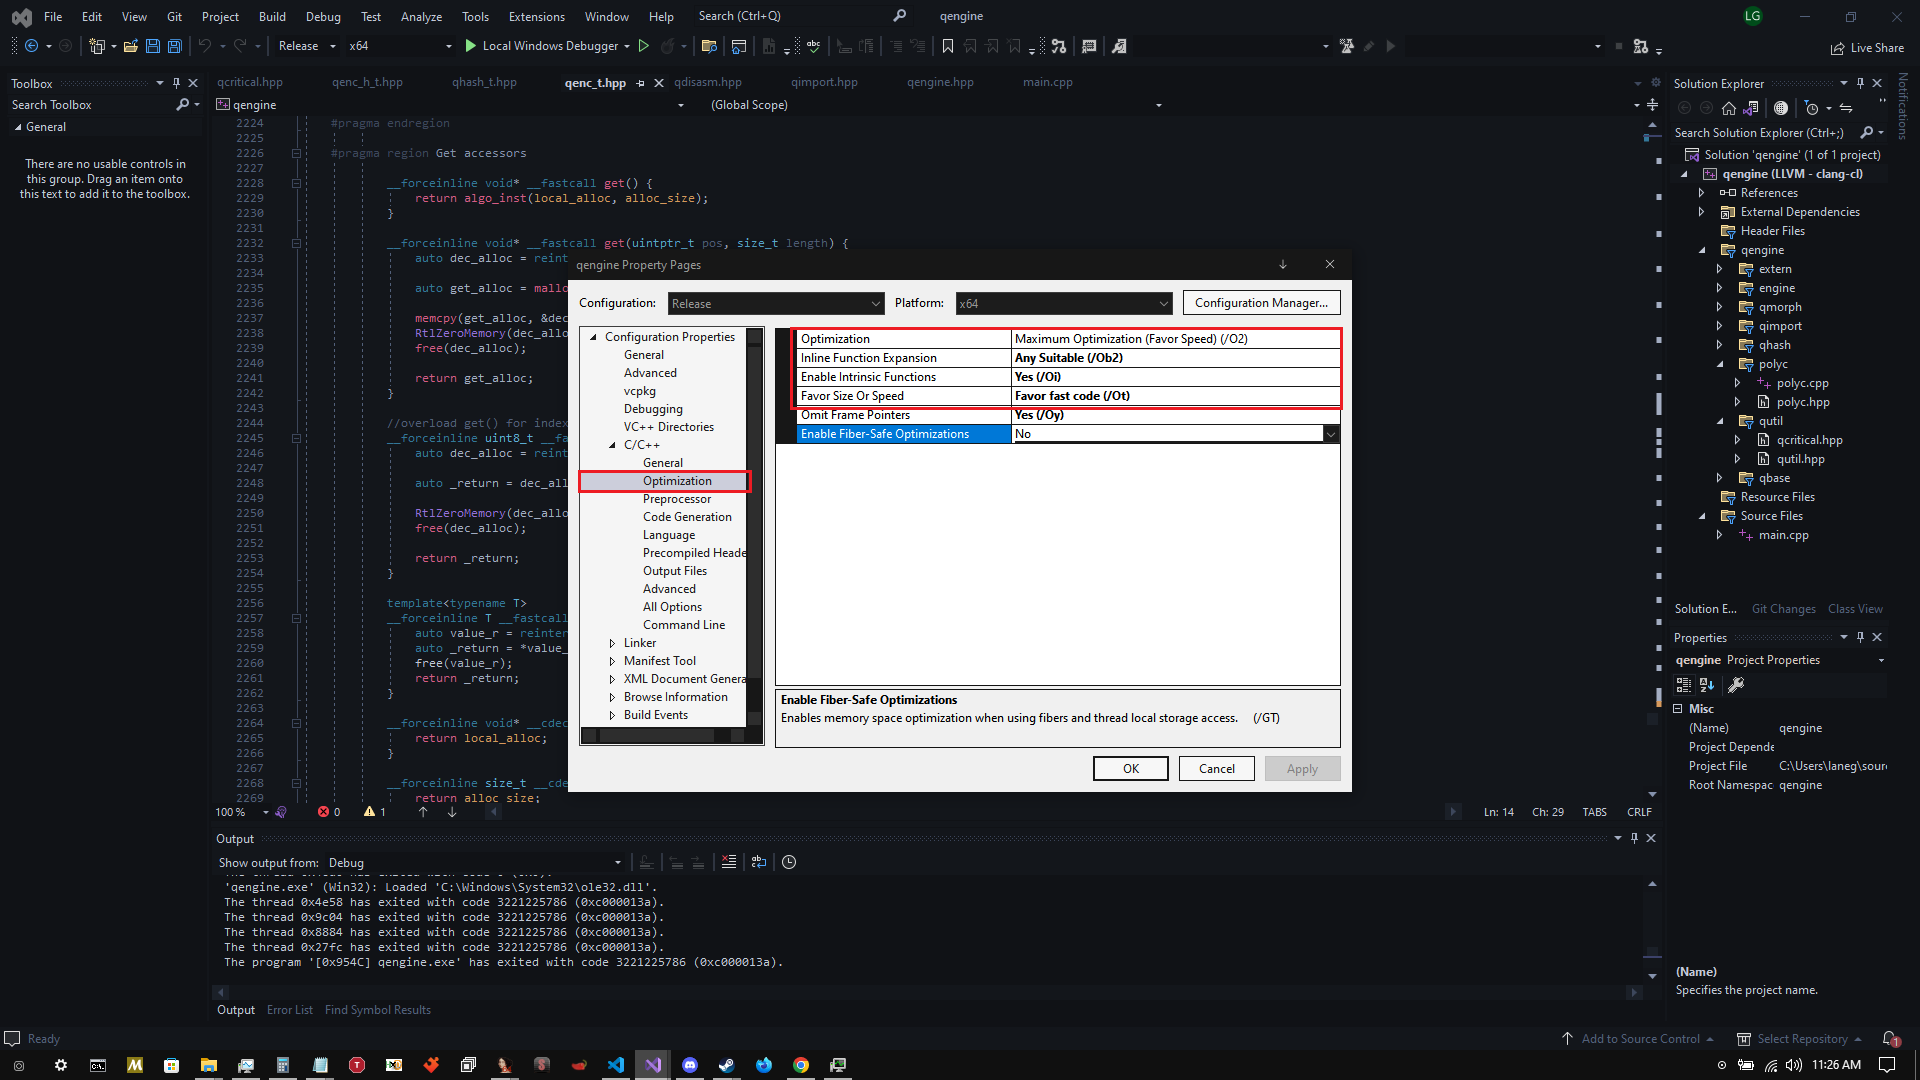 File Edit View Git Project Build Debug Test Analyze Tools Extensions Window Help Search (Ctrl+Q) qengine LG
Release x64 Local Windows Debugger Live Share
Toolbox
Search Toolbox
General
There are no usable controls in
this group. Drag an item onto
this text to add it to the toolbox.
qcritical.hpp qenc_h_t.hpp qhash_t.hpp qenc_t.hpp qdisasm.hpp qimport.hpp qengine.hpp main.cpp
qengine (Global Scope)
2224 #pragma endregion
2225
2226 #pragma region Get accessors
2227
2228 __forceinline void* __fastcall get() {
2229 return algo_inst(local_alloc, alloc_size);
2230 }
2231
2232 __forceinline void* __fastcall get(uintptr_t pos, size_t length) {
2233 auto dec_alloc = reint
2234
2235 auto get_alloc = mallo
2236
2237 memcpy(get_alloc, &dec
2238 RtlZeroMemory(dec_allo
2239 free(dec_alloc);
2240
2241 return get_alloc;
2242 }
2243
2244 //overload get() for index
2245 __forceinline uint8_t __fa
2246 auto dec_alloc = reint
2247
2248 auto _return = dec_all
2249
2250 RtlZeroMemory(dec_allo
2251 free(dec_alloc);
2252
2253 return _return;
2254 }
2255
2256 template<typename T>
2257 __forceinline T __fastcall
2258 auto value_r = reinter
2259 auto _return = *value_
2260 free(value_r);
2261 return _return;
2262 }
2263
2264 __forceinline void* __cdec
2265 return local_alloc;
2266 }
2267
2268 __forceinline size_t __cde
2269 return alloc_size;
100 % 0 1 Ln: 14 Ch: 29 TABS CRLF
qengine Property Pages
Configuration: Release Platform: x64 Configuration Manager...
Configuration Properties
General
Advanced
vcpkg
Debugging
VC++ Directories
C/C++
General
Optimization
Preprocessor
Code Generation
Language
Precompiled Heade
Output Files
Advanced
All Options
Command Line
Linker
Manifest Tool
XML Document Genera
Browse Information
Build Events
Optimization Maximum Optimization (Favor Speed) (/O2)
Inline Function Expansion Any Suitable (/Ob2)
Enable Intrinsic Functions Yes (/Oi)
Favor Size Or Speed Favor fast code (/Ot)
Omit Frame Pointers Yes (/Oy)
Enable Fiber-Safe Optimizations No
Enable Fiber-Safe Optimizations
Enables memory space optimization when using fibers and thread local storage access. (/GT)
OK Cancel Apply
Output
Show output from: Debug
'qengine.exe' (Win32): Loaded 'C:\Windows\System32\ole32.dll'.
The thread 0x4e58 has exited with code 3221225786 (0xc000013a).
The thread 0x9c04 has exited with code 3221225786 (0xc000013a).
The thread 0x8884 has exited with code 3221225786 (0xc000013a).
The thread 0x27fc has exited with code 3221225786 (0xc000013a).
The program '[0x954C] qengine.exe' has exited with code 3221225786 (0xc000013a).
Output Error List Find Symbol Results
Solution Explorer
Notifications
Search Solution Explorer (Ctrl+;)
Solution 'qengine' (1 of 1 project)
qengine (LLVM - clang-cl)
References
External Dependencies
Header Files
qengine
extern
engine
qmorph
qimport
qhash
polyc
polyc.cpp
polyc.hpp
qutil
qcritical.hpp
qutil.hpp
qbase
Resource Files
Source Files
main.cpp
Solution E... Git Changes Class View
Properties
qengine Project Properties
Misc
(Name) qengine
Project Depende
Project File C:\Users\laneg\sour
Root Namespac qengine
(Name)
Specifies the project name.
Ready Add to Source Control Select Repository 1
11:26 AM